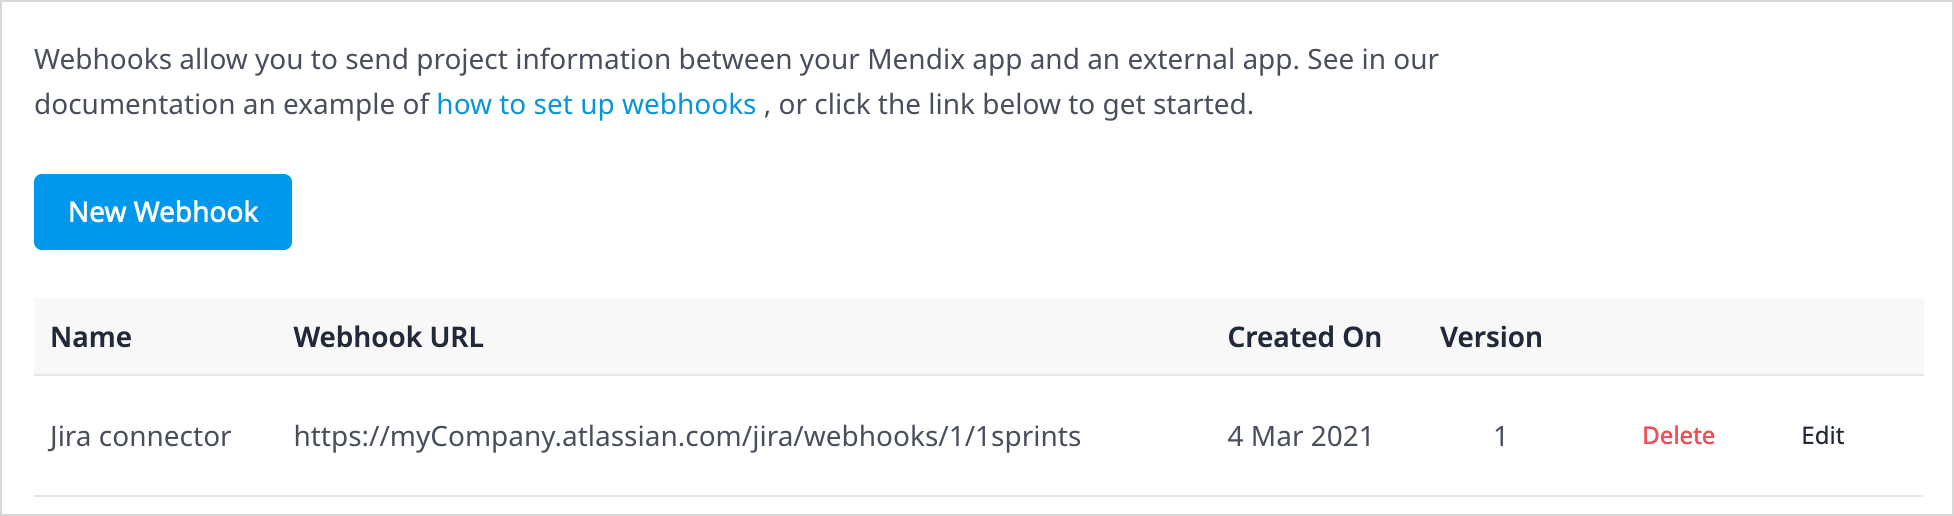 Webhooks allow you to send project information between your Mendix app and an external app. See in our
documentation an example of how to set up webhooks , or click the link below to get started.
New Webhook
Name Webhook URL Created On Version
Jira connector https://myCompany.atlassian.com/jira/webhooks/1/1sprints 4 Mar 2021 1 Delete Edit